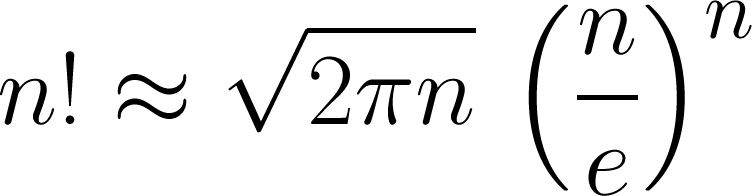 n! ≈ √(2πn) (n/e)^n